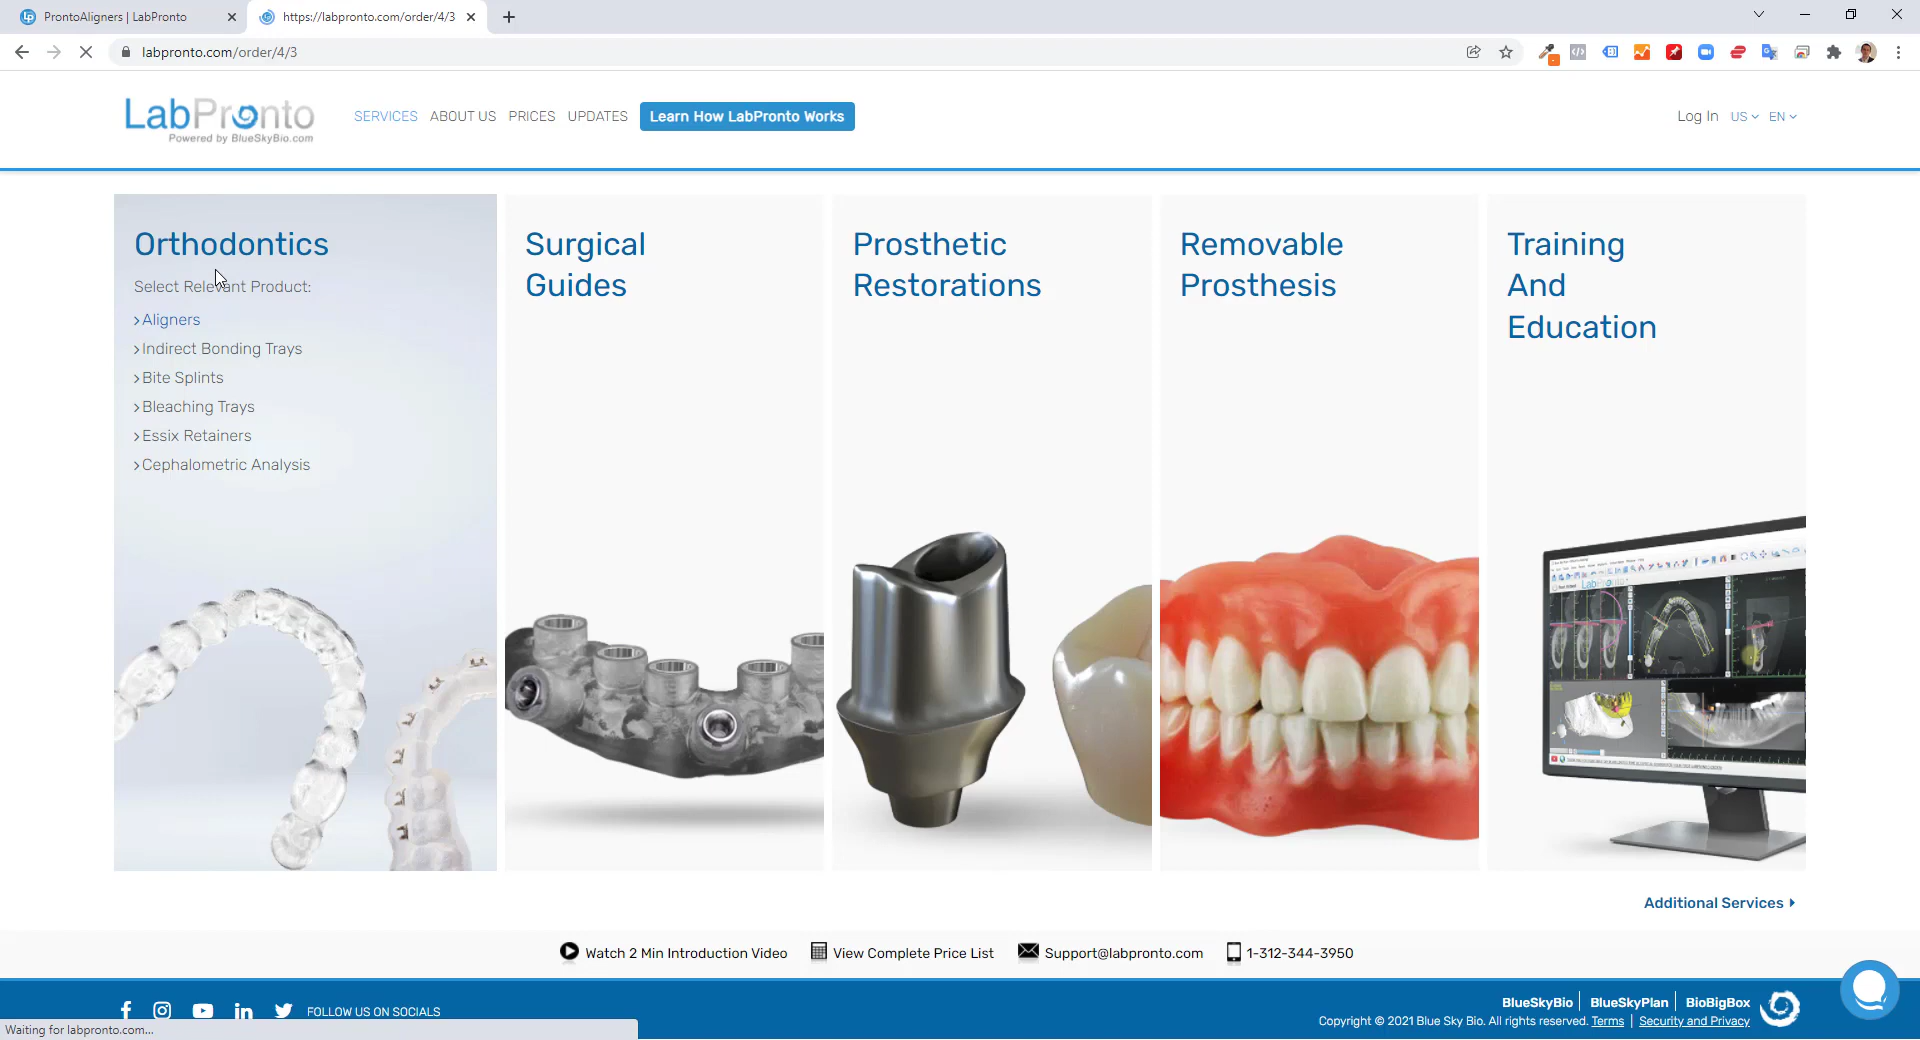 ProntoAligners | LabPronto
https://labpronto.com/order/4/3
labpronto.com/order/4/3
LabPronto
Powered by BlueSkyBio.com
SERVICES ABOUT US PRICES UPDATES Learn How LabPronto Works
Log In US EN
Orthodontics
Select Relevant Product:
Aligners
Indirect Bonding Trays
Bite Splints
Bleaching Trays
Essix Retainers
Cephalometric Analysis
Surgical
Guides
Prosthetic
Restorations
Removable
Prosthesis
Training
And
Education
LabPronto
Additional Services
Watch 2 Min Introduction Video View Complete Price List Support@labpronto.com 1-312-344-3950
FOLLOW US ON SOCIALS
BlueSkyBio BlueSkyPlan BioBigBox
Copyright © 2021 Blue Sky Bio. All rights reserved. Terms | Security and Privacy
Waiting for labpronto.com...